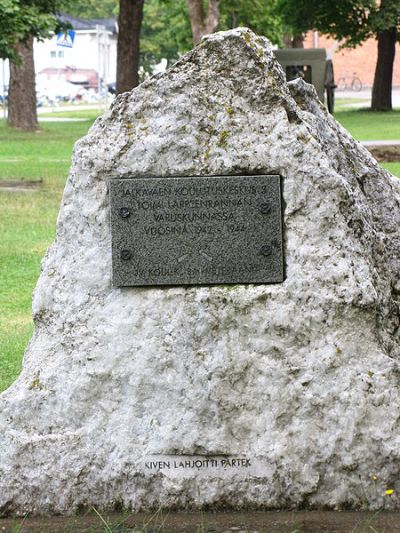 JALKAVÄEN KOULUTUSKESKUS 3
TOIMI LAPPEENRANNAN
VARUSKUNNASSA
VUOSINA 1942 - 1944
KIVEN LAHJOITTI PARTEK